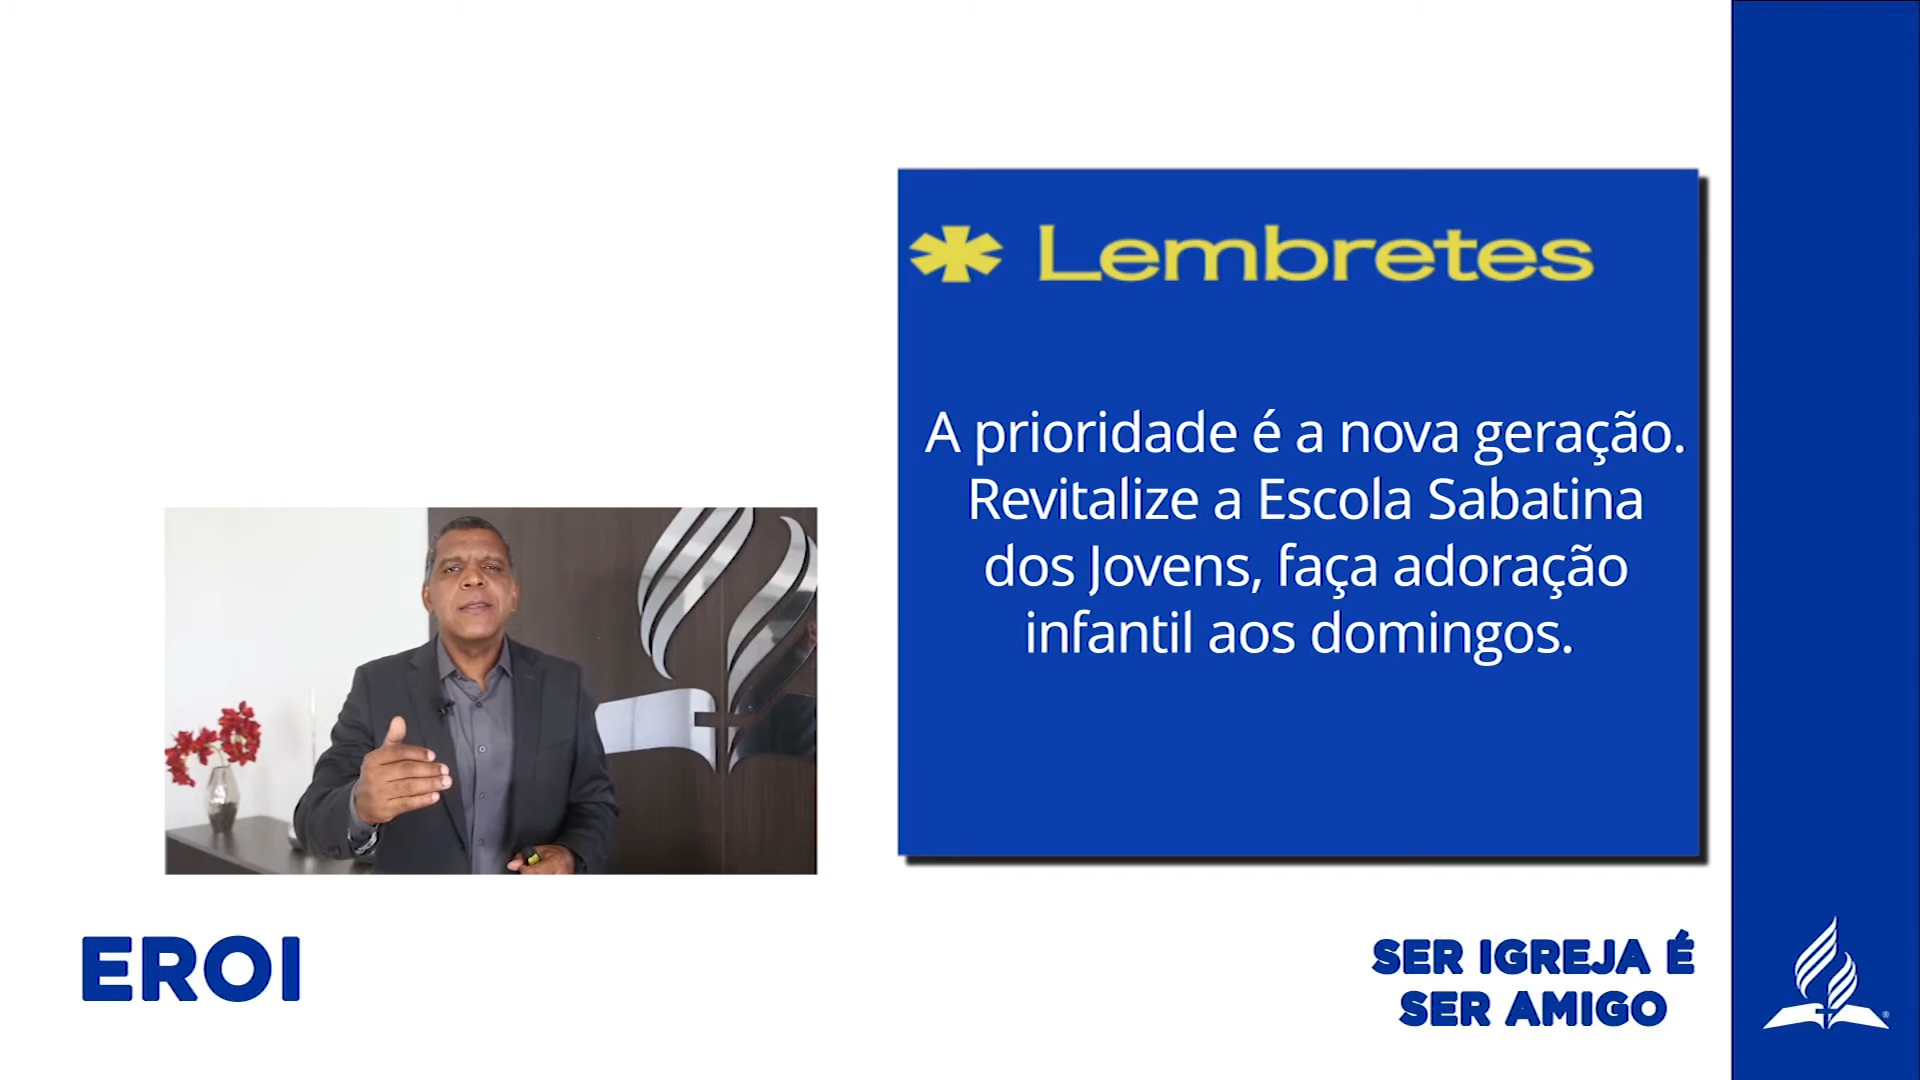 * Lembretes
A prioridade é a nova geração.
Revitalize a Escola Sabatina
dos Jovens, faça adoração
infantil aos domingos.
EROI
SER IGREJA É
SER AMIGO
®